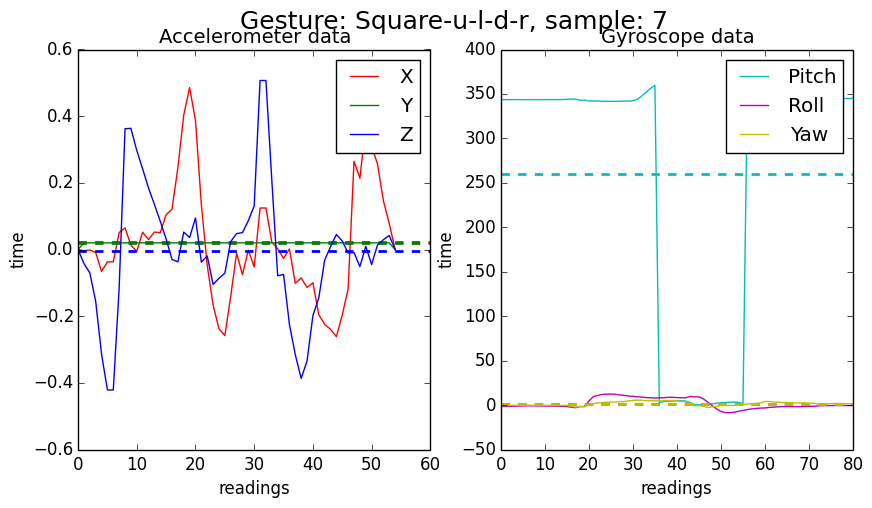 Gesture: Square-u-l-d-r, sample: 7
Accelerometer data
0.6
0.4
0.2
0.0
−0.2
−0.4
−0.6
time
0 10 20 30 40 50 60
readings
X
Y
Z
Gyroscope data
400
350
300
250
200
150
100
50
0
−50
time
0 10 20 30 40 50 60 70 80
readings
Pitch
Roll
Yaw